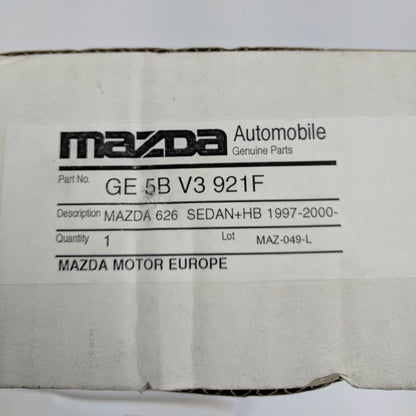 mazda Automobile
Genuine Parts
Part No. GE 5B V3 921F
Description MAZDA 626 SEDAN+HB 1997-2000-
Quantity 1 Lot MAZ-049-L
MAZDA MOTOR EUROPE